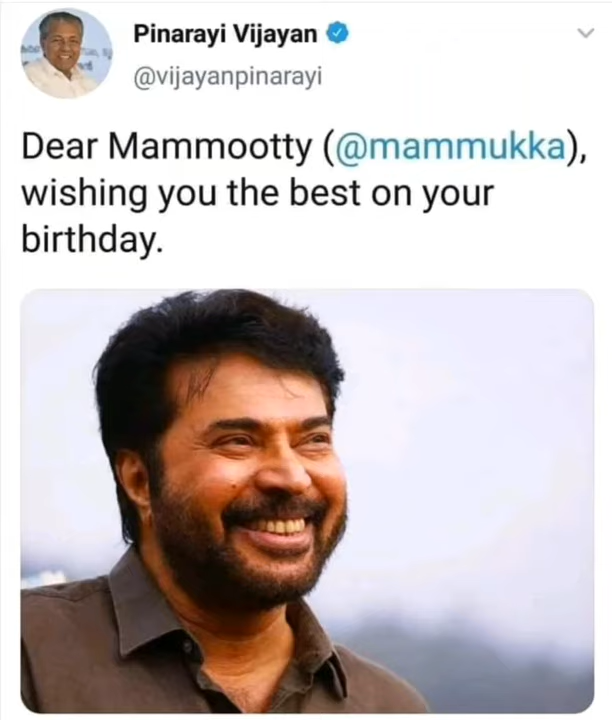 Pinarayi Vijayan
@vijayanpinarayi
Dear Mammootty (@mammukka),
wishing you the best on your
birthday.